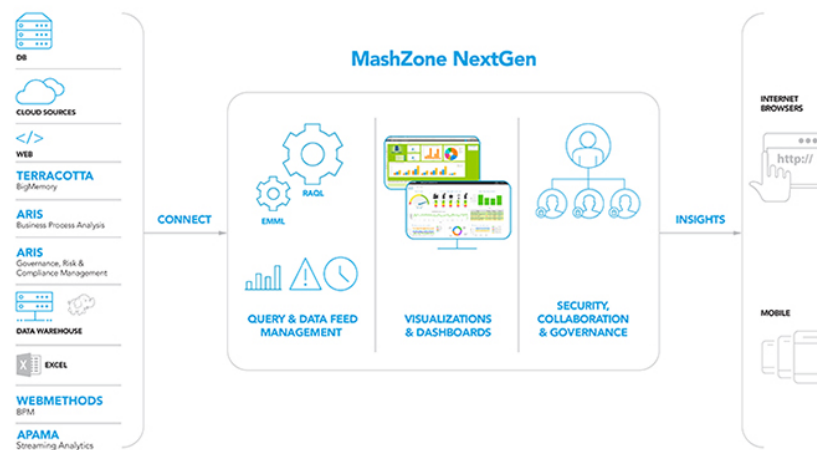 DB
CLOUD SOURCES
</>
WEB
TERRACOTTA
BigMemory
ARIS
Business Process Analysis
ARIS
Governance, Risk &
Compliance Management
DATA WAREHOUSE
X
EXCEL
WEBMETHODS
BPM
APAMA
Streaming Analytics
CONNECT
MashZone NextGen
RAQL
EMML
QUERY & DATA FEED
MANAGEMENT
VISUALIZATIONS
& DASHBOARDS
SECURITY,
COLLABORATION
& GOVERNANCE
INSIGHTS
INTERNET
BROWSERS
http://
MOBILE